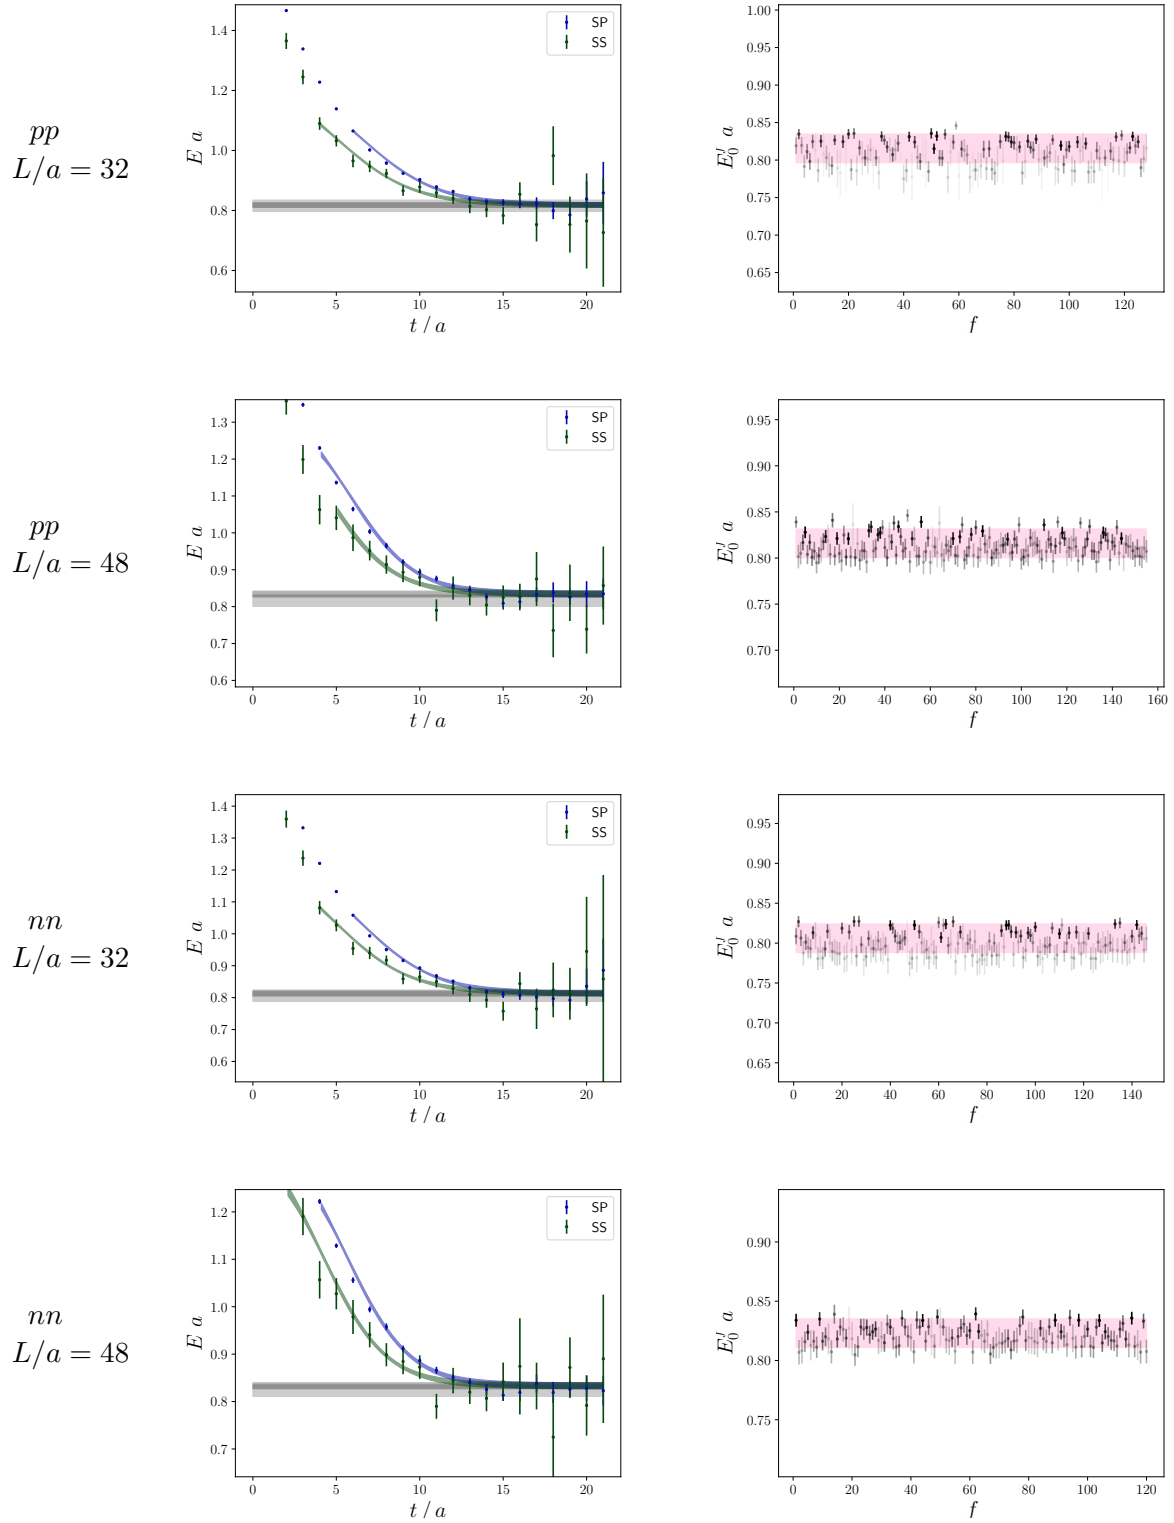 pp
L/a = 32
1.4
1.2
1.0
0.8
0.6
E a
0 5 10 15 20
t / a
SP
SS
1.00
0.95
0.90
0.85
0.80
0.75
0.70
0.65
E_0^f a
0 20 40 60 80 100 120
f
pp
L/a = 48
1.3
1.2
1.1
1.0
0.9
0.8
0.7
0.6
E a
0 5 10 15 20
t / a
SP
SS
0.95
0.90
0.85
0.80
0.75
0.70
E_0^f a
0 20 40 60 80 100 120 140 160
f
nn
L/a = 32
1.4
1.3
1.2
1.1
1.0
0.9
0.8
0.7
0.6
E a
0 5 10 15 20
t / a
SP
SS
0.95
0.90
0.85
0.80
0.75
0.70
0.65
E_0^f a
0 20 40 60 80 100 120 140
f
nn
L/a = 48
1.2
1.1
1.0
0.9
0.8
0.7
E a
0 5 10 15 20
t / a
SP
SS
0.90
0.85
0.80
0.75
E_0^f a
0 20 40 60 80 100 120
f